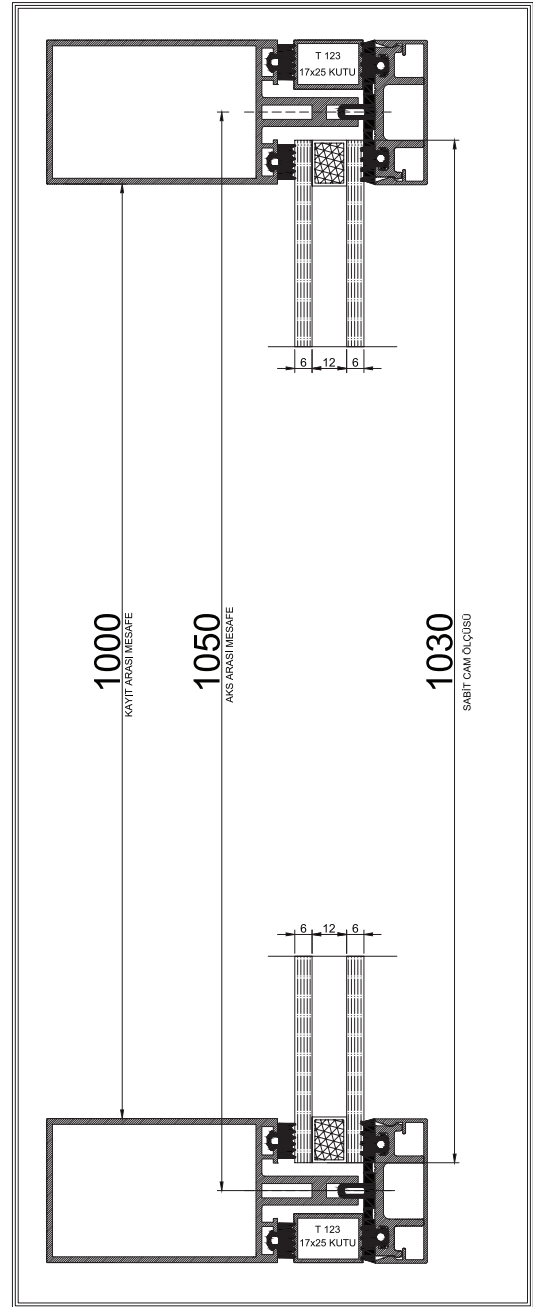 T 123
17x25 KUTU
6 12 6
1000
KAYIT ARASI MESAFE
1050
AKS ARASI MESAFE
1030
SABİT CAM ÖLÇÜSÜ
6 12 6
T 123
17x25 KUTU